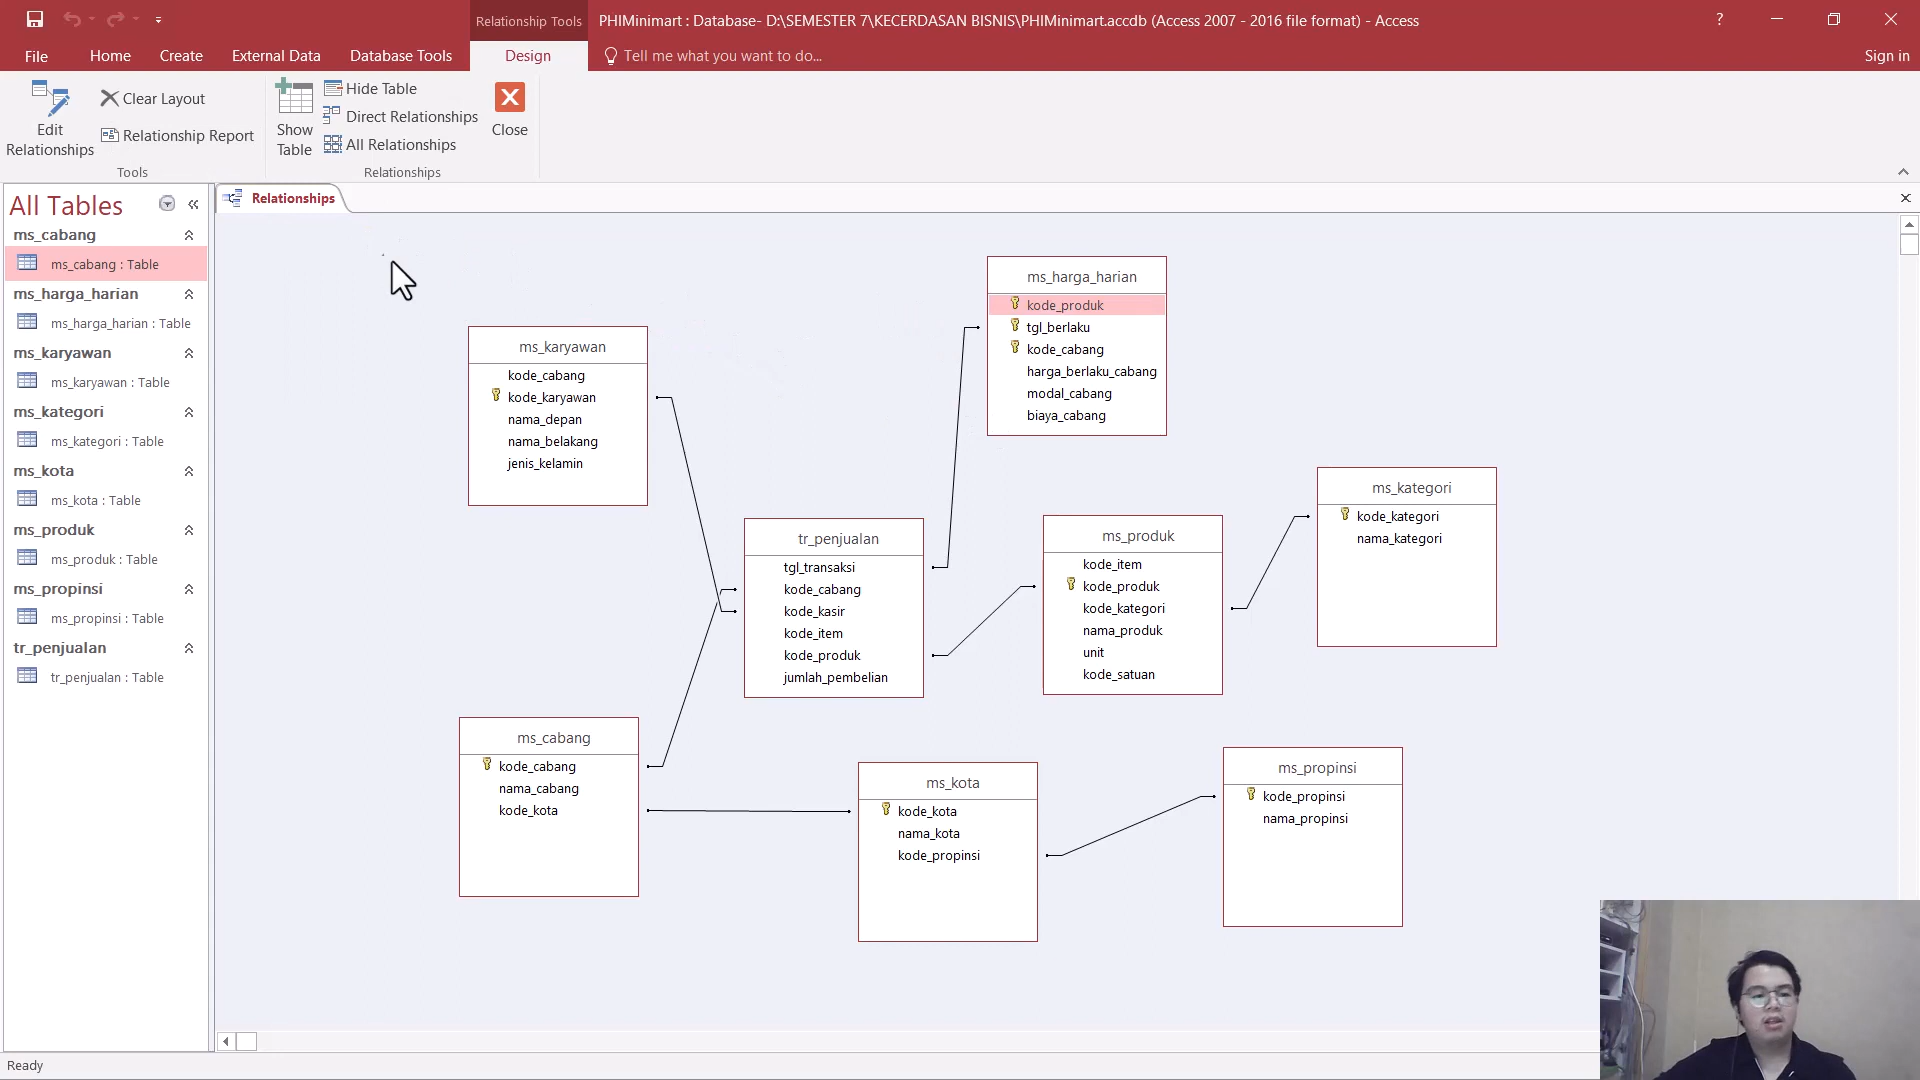 Relationship Tools
PHIMinimart : Database- D:\SEMESTER 7\KECERDASAN BISNIS\PHIMinimart.accdb (Access 2007 - 2016 file format) - Access
?
File
Home
Create
External Data
Database Tools
Design
Tell me what you want to do...
Sign in
Edit
Relationships
Clear Layout
Relationship Report
Tools
Show
Table
Hide Table
Direct Relationships
All Relationships
Relationships
Close
All Tables
ms_cabang
ms_cabang : Table
ms_harga_harian
ms_harga_harian : Table
ms_karyawan
ms_karyawan : Table
ms_kategori
ms_kategori : Table
ms_kota
ms_kota : Table
ms_produk
ms_produk : Table
ms_propinsi
ms_propinsi : Table
tr_penjualan
tr_penjualan : Table
Relationships
ms_harga_harian
kode_produk
tgl_berlaku
kode_cabang
harga_berlaku_cabang
modal_cabang
biaya_cabang
ms_karyawan
kode_cabang
kode_karyawan
nama_depan
nama_belakang
jenis_kelamin
ms_kategori
kode_kategori
nama_kategori
tr_penjualan
tgl_transaksi
kode_cabang
kode_kasir
kode_item
kode_produk
jumlah_pembelian
ms_produk
kode_item
kode_produk
kode_kategori
nama_produk
unit
kode_satuan
ms_cabang
kode_cabang
nama_cabang
kode_kota
ms_kota
kode_kota
nama_kota
kode_propinsi
ms_propinsi
kode_propinsi
nama_propinsi
Ready